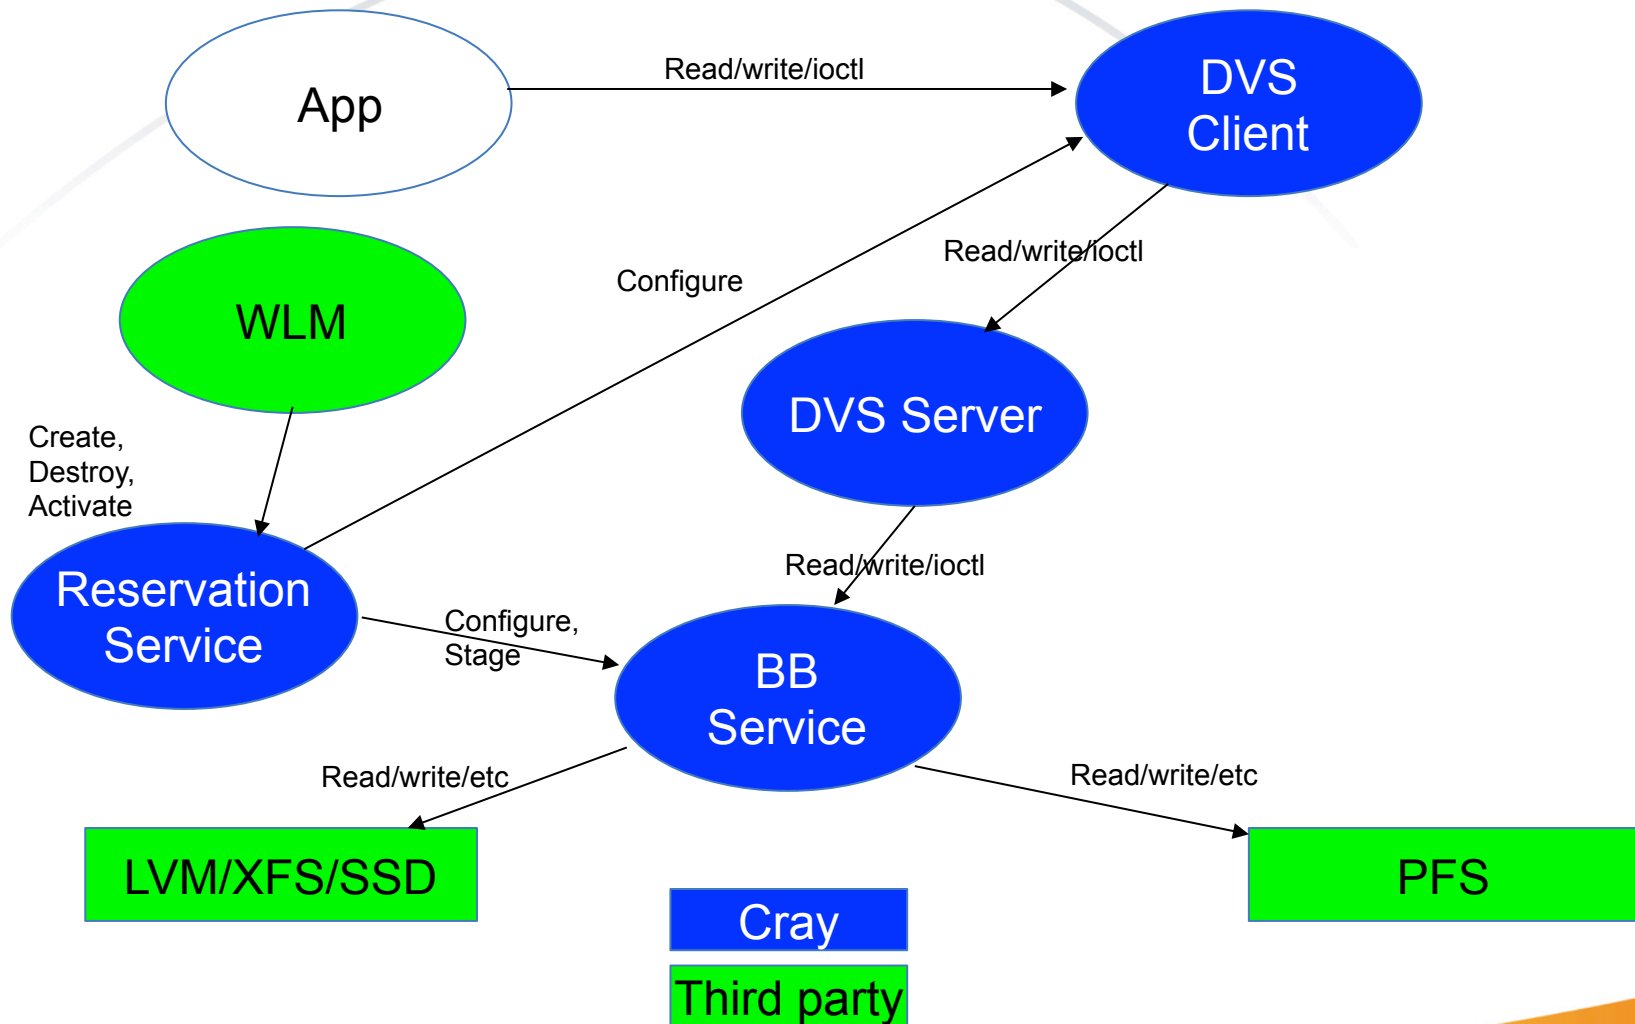 App
Read/write/ioctl
DVS
Client
WLM
Configure
Read/write/ioctl
DVS Server
Create,
Destroy,
Activate
Reservation
Service
Read/write/ioctl
Configure,
Stage
BB
Service
Read/write/etc
Read/write/etc
LVM/XFS/SSD
PFS
Cray
Third party